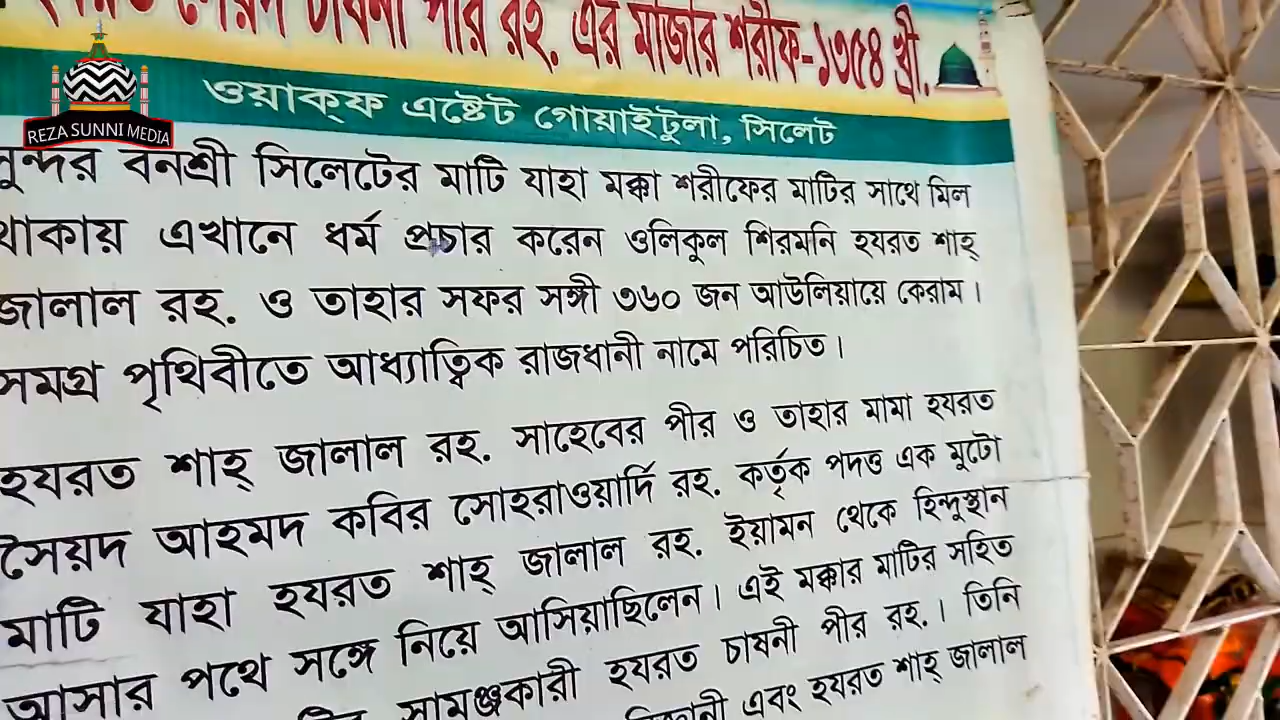 হযরত সৈয়দ চাষনী পীর রহ. এর মাজার শরীফ-১৩৫৪ খ্রী.
ওয়াক্ফ এষ্টেট গোয়াইটুলা, সিলেট
REZA SUNNI MEDIA
সুন্দর বনশ্রী সিলেটের মাটি যাহা মক্কা শরীফের মাটির সাথে মিল
থাকায় এখানে ধর্ম প্রচার করেন ওলিকুল শিরমনি হযরত শাহ্
জালাল রহ. ও তাহার সফর সঙ্গী ৩৬০ জন আউলিয়ায়ে কেরাম।
সমগ্র পৃথিবীতে আধ্যাত্বিক রাজধানী নামে পরিচিত।
হযরত শাহ্ জালাল রহ. সাহেবের পীর ও তাহার মামা হযরত
সৈয়দ আহমদ কবির সোহরাওয়ার্দি রহ. কর্তৃক পদত্ত এক মুটো
মাটি যাহা হযরত শাহ্ জালাল রহ. ইয়ামন থেকে হিন্দুস্থান
আসার পথে সঙ্গে নিয়ে আসিয়াছিলেন। এই মক্কার মাটির সহিত
সামঞ্জকারী হযরত চাষনী পীর রহ.। তিনি
এবং হযরত শাহ্ জালাল